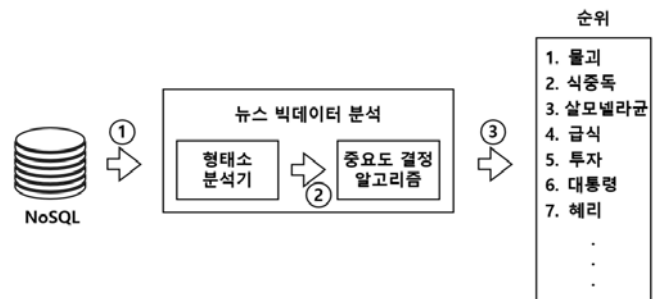 순위
1. 물괴
2. 식중독
3. 살모넬라균
4. 급식
5. 투자
6. 대통령
7. 혜리
.
.
.
뉴스 빅데이터 분석
①
③
형태소
분석기
②
중요도 결정
알고리즘
NoSQL